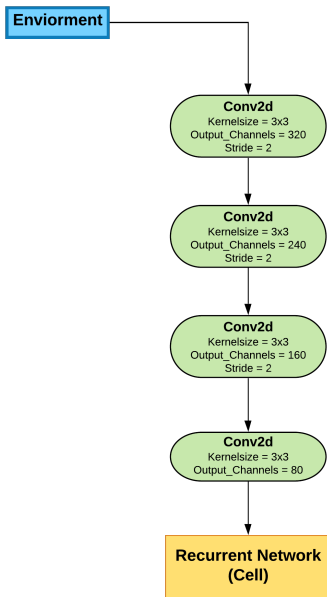 Enviorment
Conv2d
Kernelsize = 3x3
Output_Channels = 320
Stride = 2
Conv2d
Kernelsize = 3x3
Output_Channels = 240
Stride = 2
Conv2d
Kernelsize = 3x3
Output_Channels = 160
Stride = 2
Conv2d
Kernelsize = 3x3
Output_Channels = 80
Recurrent Network
(Cell)